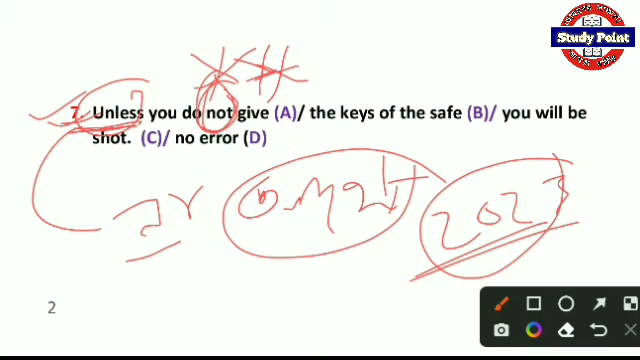 Study Point
7. Unless you do not give (A)/ the keys of the safe (B)/ you will be
shot. (C)/ no error (D)
2023
2